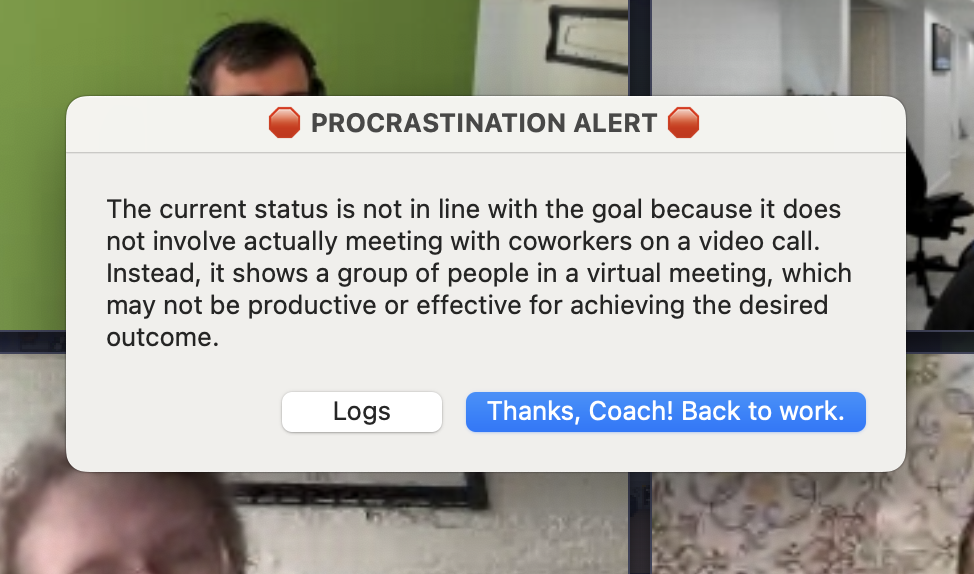 🛑 PROCRASTINATION ALERT 🛑
The current status is not in line with the goal because it does
not involve actually meeting with coworkers on a video call.
Instead, it shows a group of people in a virtual meeting, which
may not be productive or effective for achieving the desired
outcome.
Logs
Thanks, Coach! Back to work.